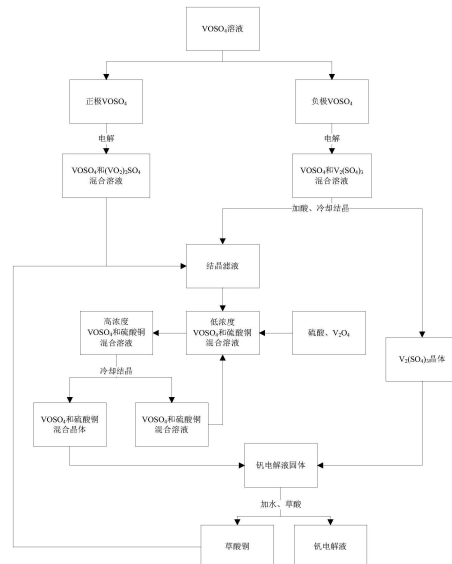 VOSO₄溶液
正极VOSO₄
负极VOSO₄
电解
电解
VOSO₄和(VO₂)₂SO₄
混合溶液
VOSO₄和V₂(SO₄)₃
混合溶液
加酸、冷却结晶
结晶滤液
高浓度
VOSO₄和硫酸铜
混合溶液
低浓度
VOSO₄和硫酸铜
混合溶液
硫酸、V₂O₄
V₂(SO₄)₃晶体
冷却结晶
VOSO₄和硫酸铜
混合晶体
VOSO₄和硫酸铜
混合溶液
钒电解液固体
加水、草酸
草酸铜
钒电解液